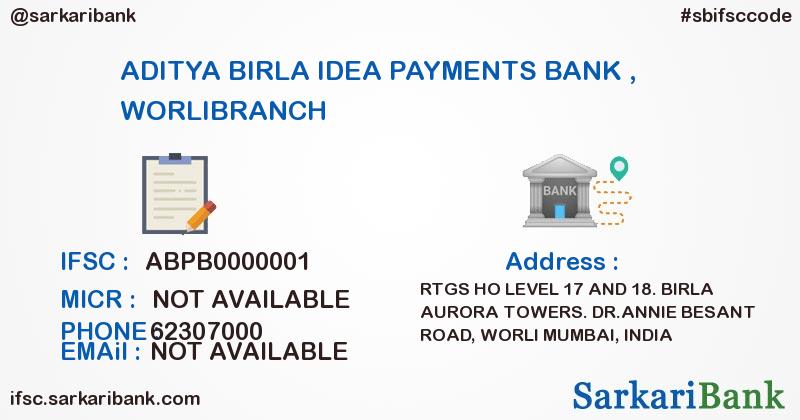 @sarkaribank
#sbifsccode
ADITYA BIRLA IDEA PAYMENTS BANK ,
WORLIBRANCH
BANK
IFSC : ABPB0000001
MICR : NOT AVAILABLE
PHONE 62307000
EMAil : NOT AVAILABLE
Address :
RTGS HO LEVEL 17 AND 18. BIRLA
AURORA TOWERS. DR.ANNIE BESANT
ROAD, WORLI MUMBAI, INDIA
ifsc.sarkaribank.com
SarkariBank